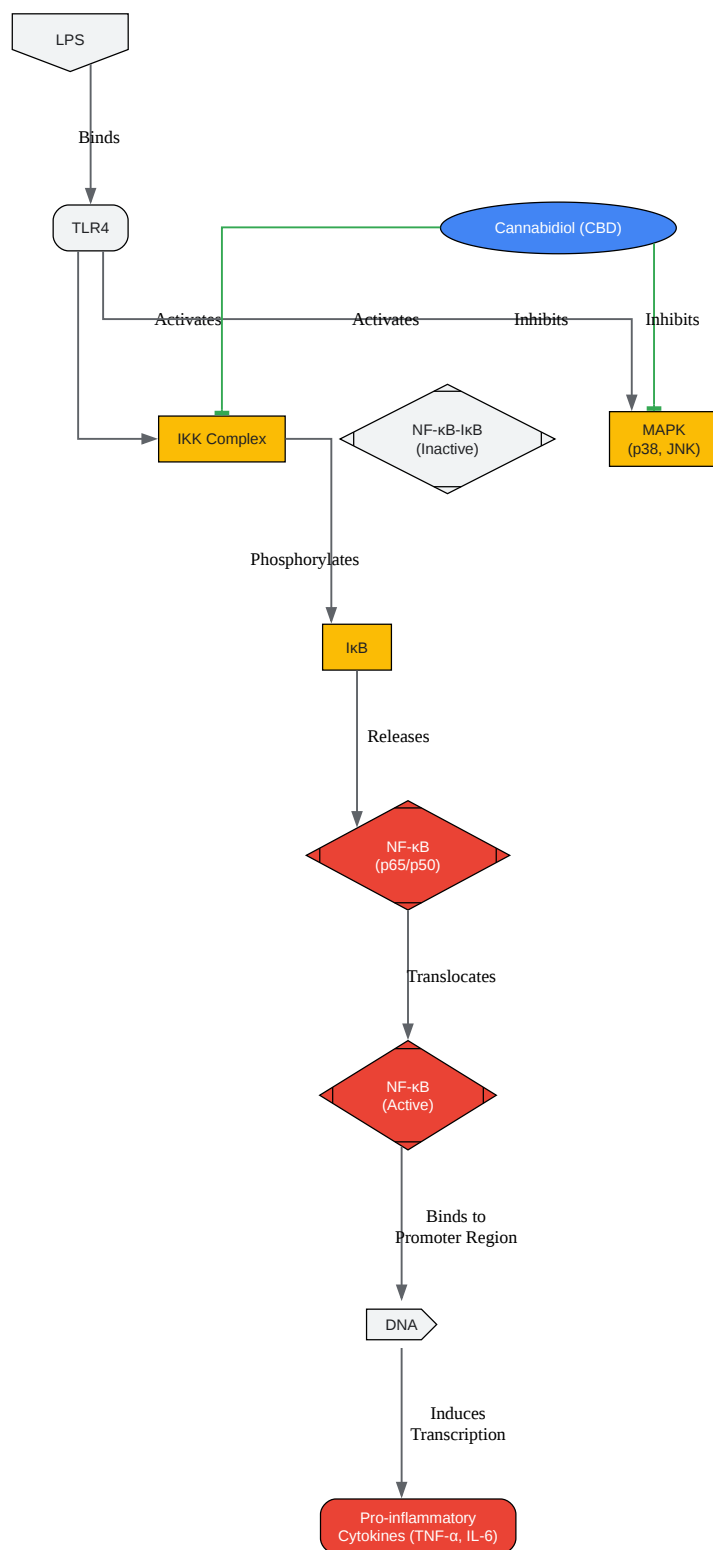 LPS
Binds
TLR4
Cannabidiol (CBD)
Activates
Activates
Inhibits
Inhibits
IKK Complex
NF-κB-IκB
(Inactive)
MAPK
(p38, JNK)
Phosphorylates
IκB
Releases
NF-κB
(p65/p50)
Translocates
NF-κB
(Active)
Binds to
Promoter Region
DNA
Induces
Transcription
Pro-inflammatory
Cytokines (TNF-α, IL-6)